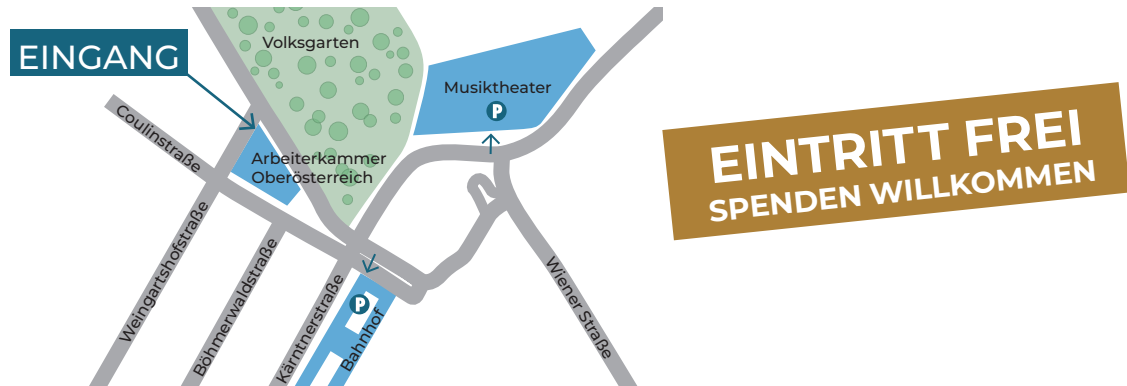 EINGANG
Volksgarten
Musiktheater
P
Coulinstraße
Arbeiterkammer
Oberösterreich
Weingartshofstraße
Böhmerwaldstraße
Kärntnerstraße
P
Bahnhof
Wiener Straße
EINTRITT FREI
SPENDEN WILLKOMMEN